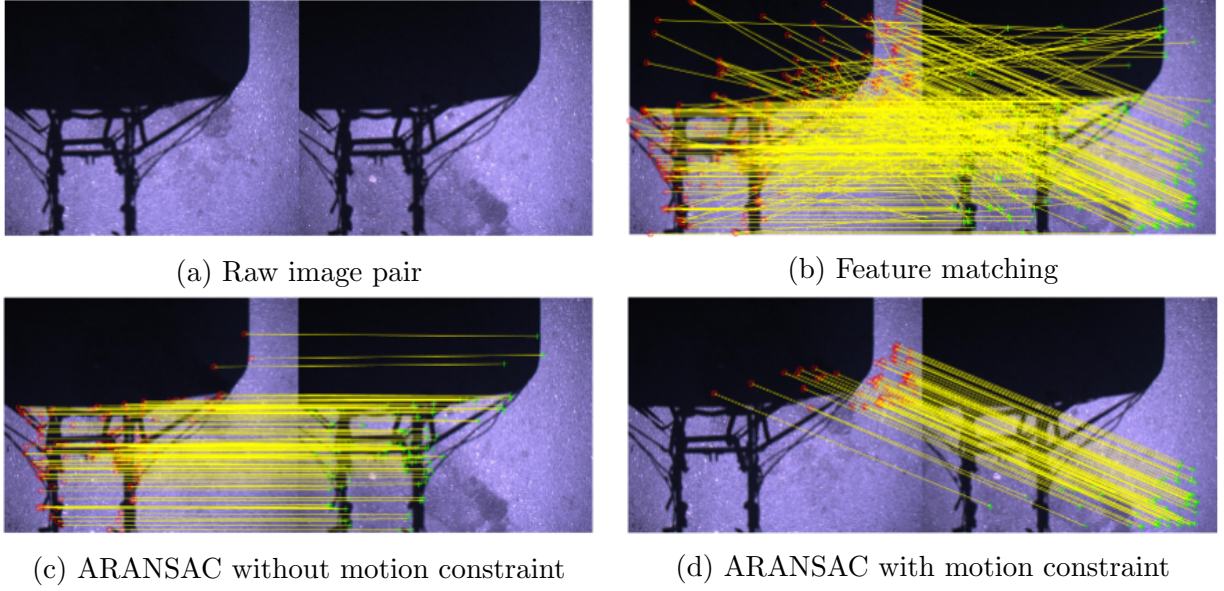 (a) Raw image pair
(b) Feature matching
(c) ARANSAC without motion constraint
(d) ARANSAC with motion constraint